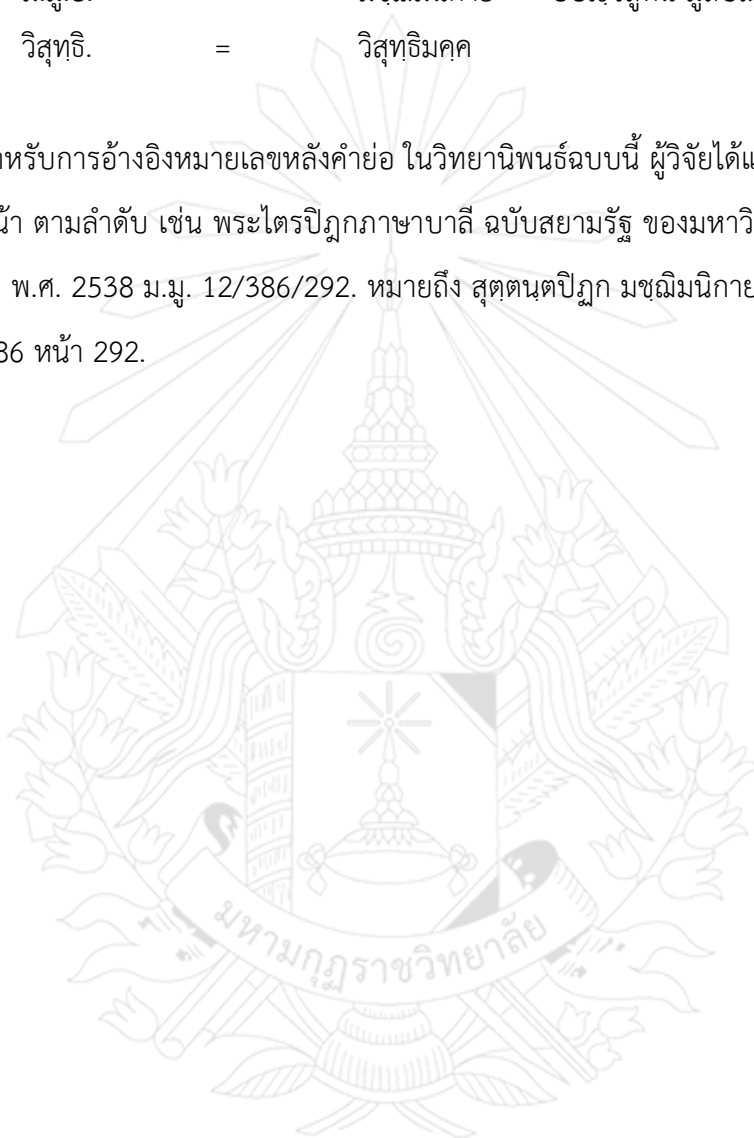 วิสุทฺธิ. = วิสุทฺธิมคฺค
หรับการอ้างอิงหมายเลขหลังคำย่อ ในวิทยานิพนธ์ฉบบนี้ ผู้วิจัยได้แ
น้า ตามลำดับ เช่น พระไตรปิฎกภาษาบาลี ฉบับสยามรัฐ ของมหาวิ
พ.ศ. 2538 ม.มู. 12/386/292. หมายถึง สุตฺตนฺตปิฏก มชฺฌิมนิกาย
86 หน้า 292.
มหามกุฏราชวิทยาลัย